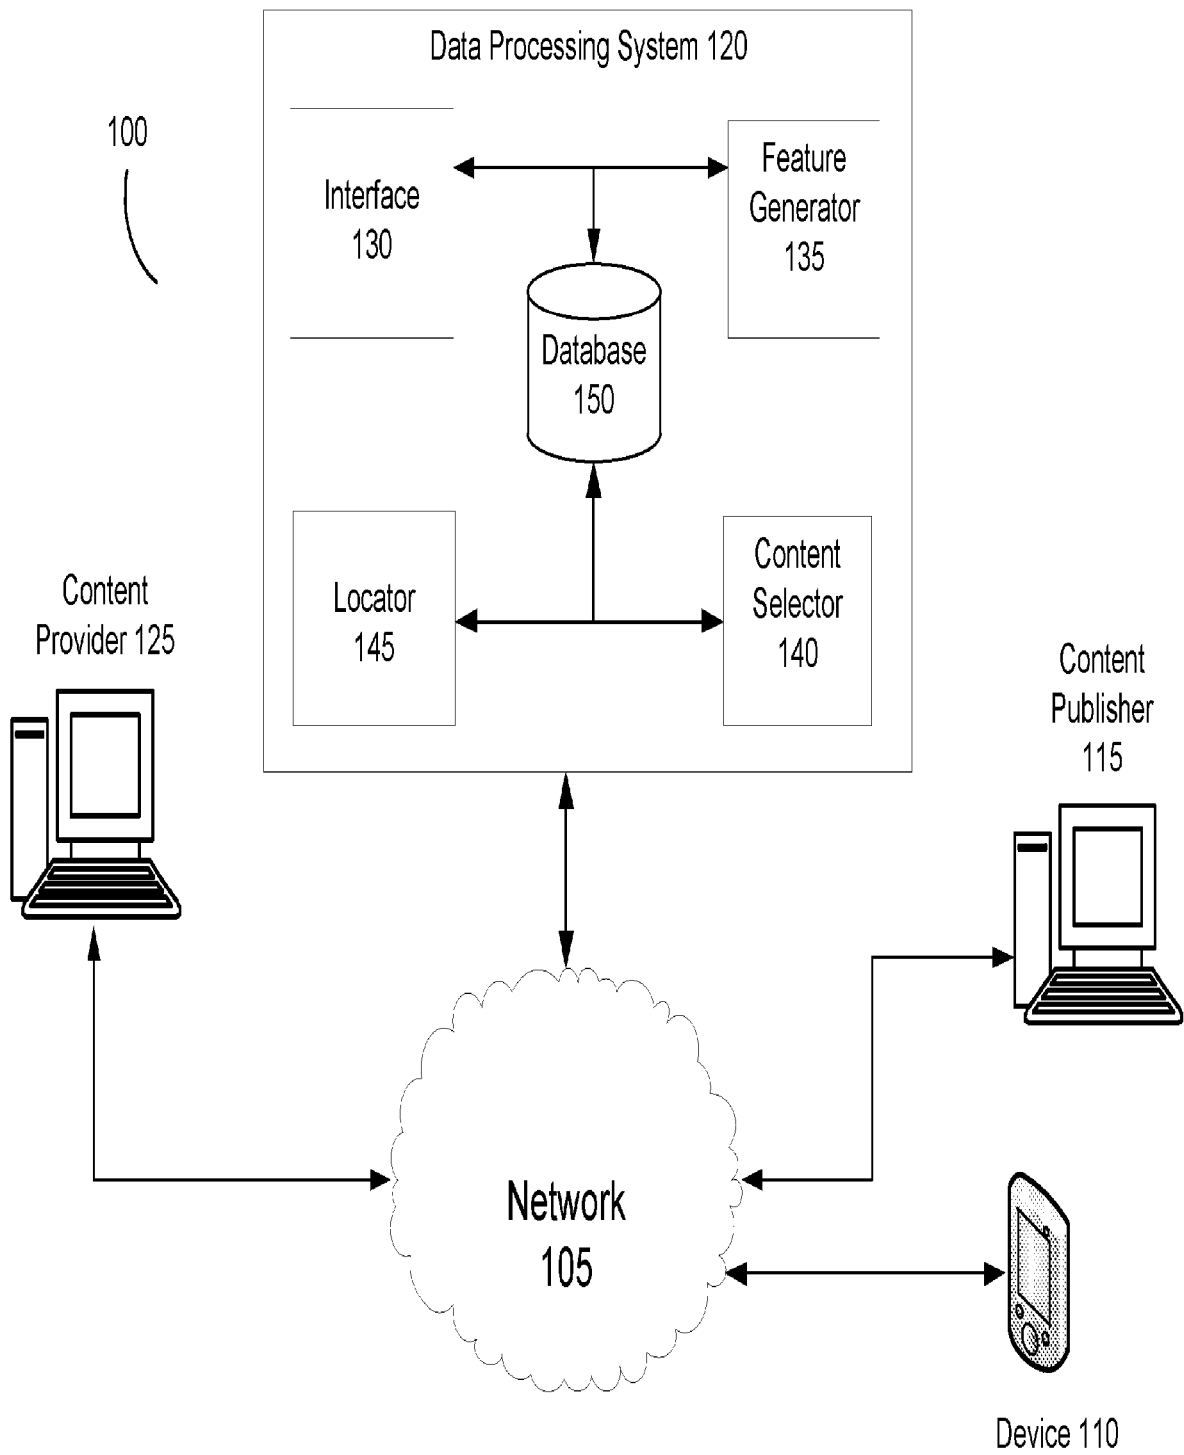 Data Processing System 120
100
Interface
130
Feature
Generator
135
Database
150
Locator
145
Content
Selector
140
Content
Provider 125
Content
Publisher
115
Network
105
Device 110